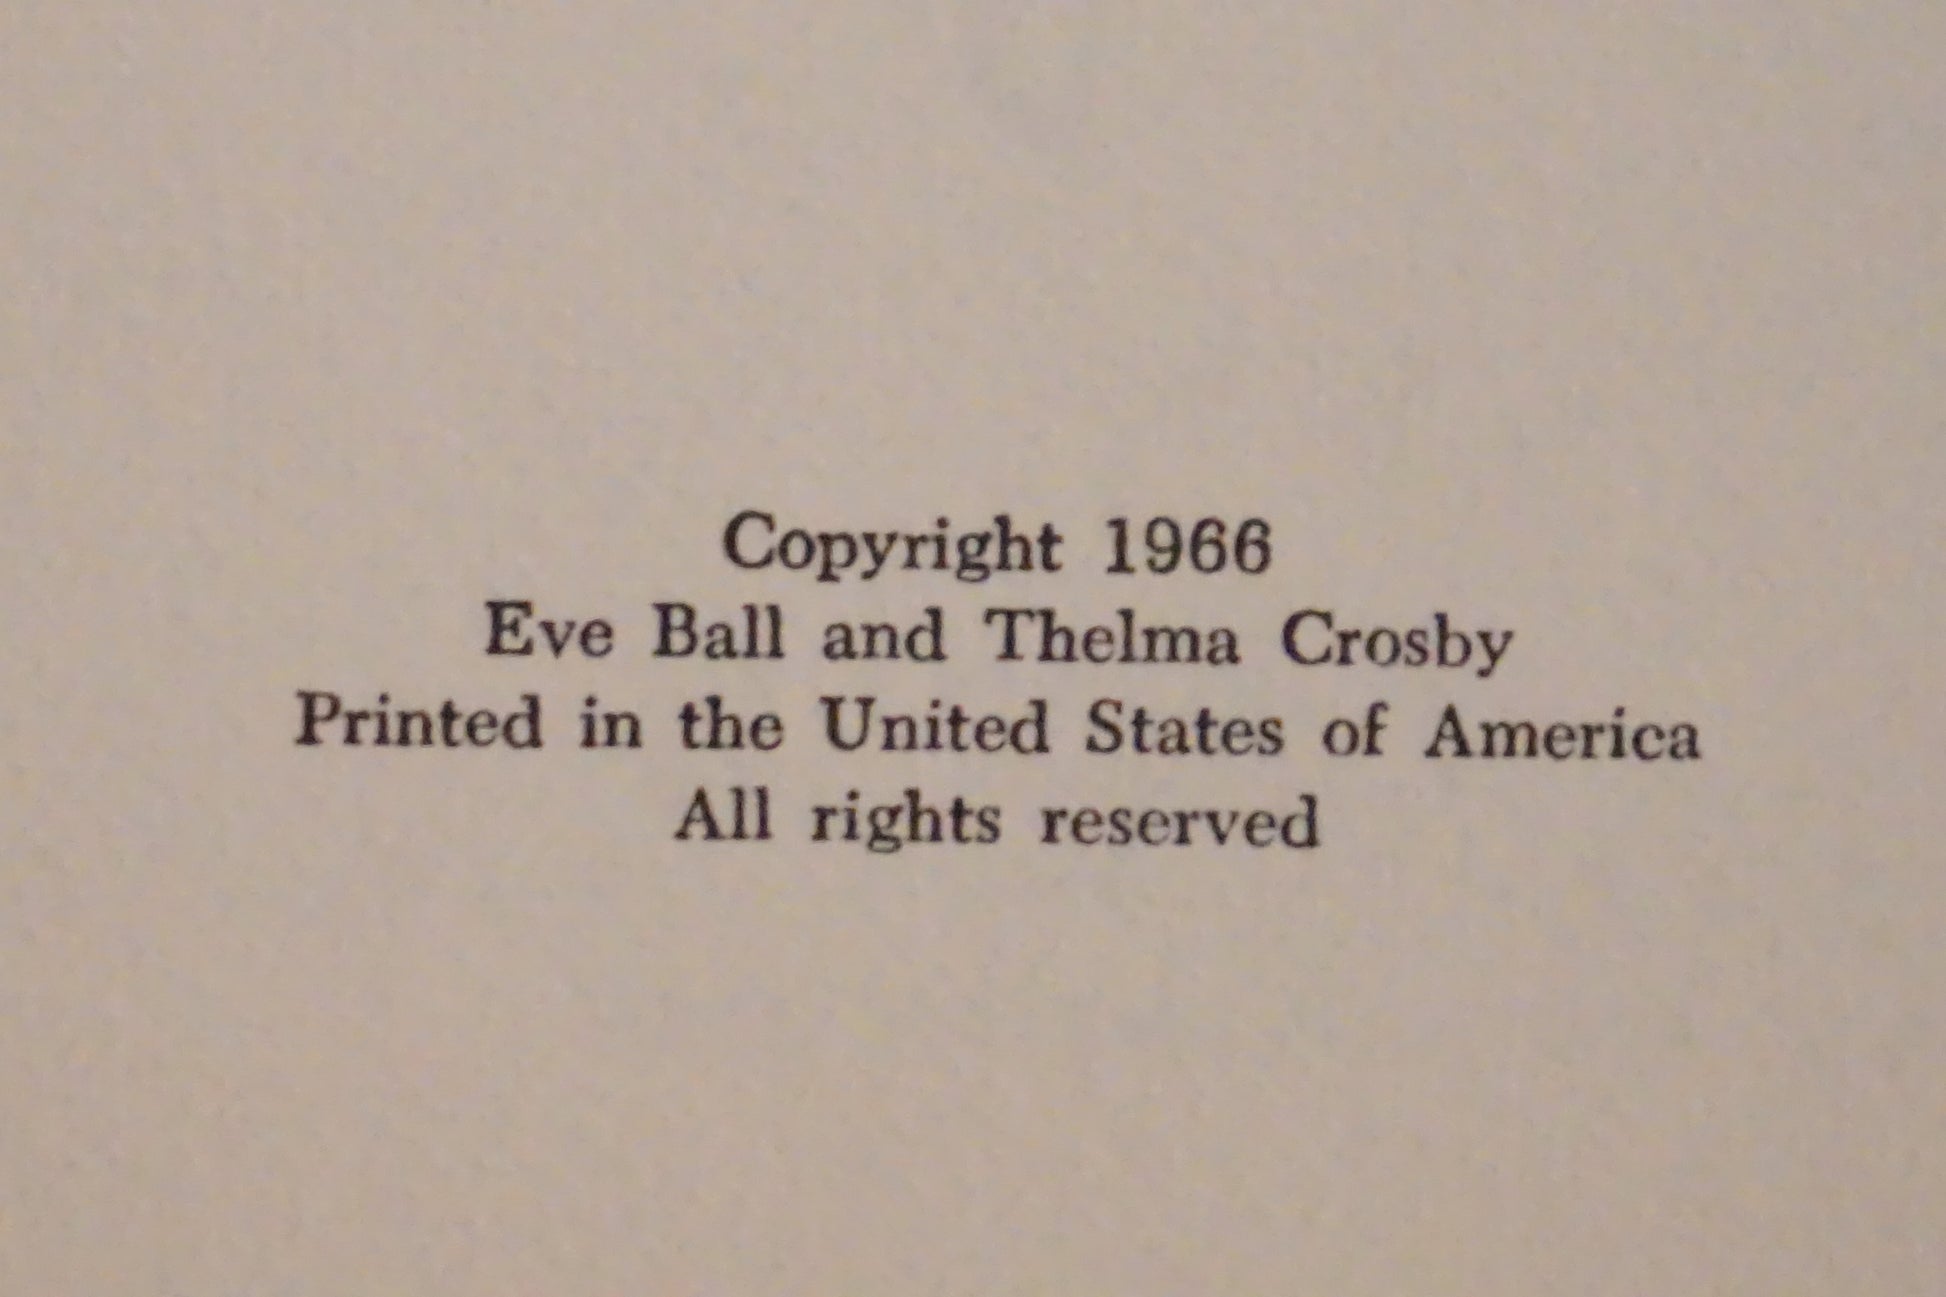 Copyright 1966
Eve Ball and Thelma Crosby
Printed in the United States of America
All rights reserved